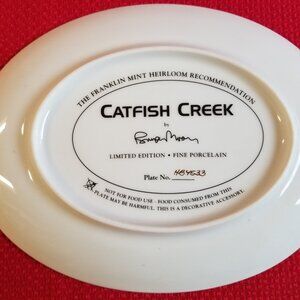 THE FRANKLIN MINT HEIRLOOM RECOMMENDATION
CATFISH CREEK
by
LIMITED EDITION • FINE PORCELAIN
Plate No.
NOT FOR FOOD USE - FOOD CONSUMED FROM THIS
PLATE MAY BE HARMFUL. THIS IS A DECORATIVE ACCESSORY.